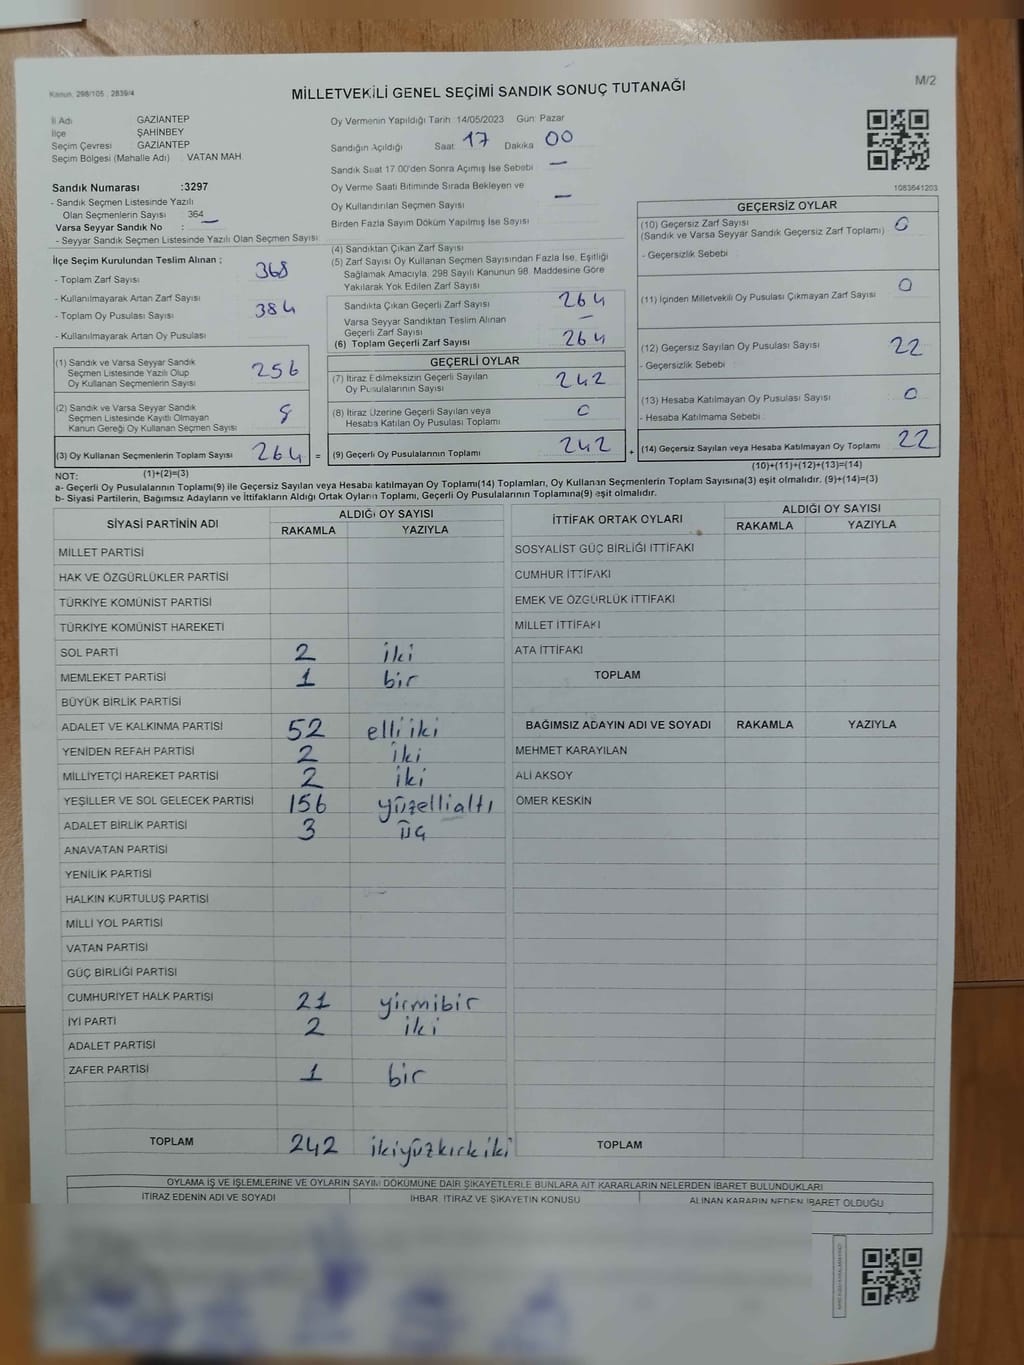 Kanun: 298/105 , 2839/4
M/2
MİLLETVEKİLİ GENEL SEÇİMİ SANDIK SONUÇ TUTANAĞI
İl Adı GAZİANTEP
İlçe ŞAHİNBEY
Seçim Çevresi GAZİANTEP
Seçim Bölgesi (Mahalle Adı) VATAN MAH.
Sandık Numarası :3297
- Sandık Seçmen Listesinde Yazılı
Olan Seçmenlerin Sayısı : 364
Varsa Seyyar Sandık No :
- Seyyar Sandık Seçmen Listesinde Yazılı Olan Seçmen Sayısı:
Oy Vermenin Yapıldığı Tarih 14/05/2023 Gün: Pazar
Sandığın Açıldığı Saat 17 Dakika 00
Sandık Saat 17.00'den Sonra Açımış İse Sebebi —
Oy Verme Saati Bitiminde Sırada Bekleyen ve
Oy Kullandırılan Seçmen Sayısı —
Birden Fazla Sayım Döküm Yapılmış İse Sayısı
1083641203
İlçe Seçim Kurulundan Teslim Alınan ;
- Toplam Zarf Sayısı 368
- Kullanılmayarak Artan Zarf Sayısı
- Toplam Oy Pusulası Sayısı 384
- Kullanılmayarak Artan Oy Pusulası
(1) Sandık ve Varsa Seyyar Sandık
Seçmen Listesinde Yazılı Olup
Oy Kullanan Seçmenlerin Sayısı 256
(2) Sandık ve Varsa Seyyar Sandık
Seçmen Listesinde Kayıtlı Olmayan
Kanun Gereği Oy Kullanan Seçmen Sayısı 8
(3) Oy Kullanan Seçmenlerin Toplam Sayısı 264 =
(1)+(2)=(3)
(4) Sandıktan Çıkan Zarf Sayısı
(5) Zarf Sayısı Oy Kullanan Seçmen Sayısından Fazla İse, Eşitliği
Sağlamak Amacıyla, 298 Sayılı Kanunun 98. Maddesine Göre
Yakılarak Yok Edilen Zarf Sayısı
Sandıkta Çıkan Geçerli Zarf Sayısı 264
Varsa Seyyar Sandıktan Teslim Alınan
Geçerli Zarf Sayısı —
(6) Toplam Geçerli Zarf Sayısı 264
GEÇERLİ OYLAR
(7) İtiraz Edilmeksizin Geçerli Sayılan
Oy Pusulalarının Sayısı 242
(8) İtiraz Üzerine Geçerli Sayılan veya
Hesaba Katılan Oy Pusulası Toplamı 0
(9) Geçerli Oy Pusulalarının Toplamı 242 +
GEÇERSİZ OYLAR
(10) Geçersiz Zarf Sayısı 0
(Sandık ve Varsa Seyyar Sandık Geçersiz Zarf Toplamı)
- Geçersizlik Sebebi
(11) İçinden Milletvekili Oy Pusulası Çıkmayan Zarf Sayısı 0
(12) Geçersiz Sayılan Oy Pusulası Sayısı 22
- Geçersizlik Sebebi
(13) Hesaba Katılmayan Oy Pusulası Sayısı 0
- Hesaba Katılmama Sebebi
(14) Geçersiz Sayılan veya Hesaba Katılmayan Oy Toplamı 22
(10)+(11)+(12)+(13)=(14)
NOT:
a- Geçerli Oy Pusulalarının Toplamı(9) ile Geçersiz Sayılan veya Hesaba katılmayan Oy Toplamı(14) Toplamları, Oy Kullanan Seçmenlerin Toplam Sayısına(3) eşit olmalıdır. (9)+(14)=(3)
b- Siyasi Partilerin, Bağımsız Adayların ve İttifakların Aldığı Ortak Oyların Toplamı, Geçerli Oy Pusulalarının Toplamına(9) eşit olmalıdır.
SİYASİ PARTİNİN ADI ALDIĞI OY SAYISI
RAKAMLA YAZIYLA
MİLLET PARTİSİ
HAK VE ÖZGÜRLÜKLER PARTİSİ
TÜRKİYE KOMÜNİST PARTİSİ
TÜRKİYE KOMÜNİST HAREKETİ
SOL PARTİ 2 iki
MEMLEKET PARTİSİ 1 bir
BÜYÜK BİRLİK PARTİSİ
ADALET VE KALKINMA PARTİSİ 52 elli iki
YENİDEN REFAH PARTİSİ 2 iki
MİLLİYETÇİ HAREKET PARTİSİ 2 iki
YEŞİLLER VE SOL GELECEK PARTİSİ 156 yüzellialtı
ADALET BİRLİK PARTİSİ 3 üç
ANAVATAN PARTİSİ
YENİLİK PARTİSİ
HALKIN KURTULUŞ PARTİSİ
MİLLİ YOL PARTİSİ
VATAN PARTİSİ
GÜÇ BİRLİĞİ PARTİSİ
CUMHURİYET HALK PARTİSİ 21 yirmibir
İYİ PARTİ 2 iki
ADALET PARTİSİ
ZAFER PARTİSİ 1 bir
TOPLAM 242 ikiyüzkırkiki
İTTİFAK ORTAK OYLARI ALDIĞI OY SAYISI
RAKAMLA YAZIYLA
SOSYALİST GÜÇ BİRLİĞİ İTTİFAKI
CUMHUR İTTİFAKI
EMEK VE ÖZGÜRLÜK İTTİFAKI
MİLLET İTTİFAKI
ATA İTTİFAKI
TOPLAM
BAĞIMSIZ ADAYIN ADI VE SOYADI RAKAMLA YAZIYLA
MEHMET KARAYILAN
ALİ AKSOY
ÖMER KESKİN
TOPLAM
OYLAMA İŞ VE İŞLEMLERİNE VE OYLARIN SAYIM DÖKÜMÜNE DAİR ŞİKAYETLERLE BUNLARA AİT KARARLARIN NELERDEN İBARET BULUNDUKLARI
İTİRAZ EDENİN ADI VE SOYADI İHBAR, İTİRAZ VE ŞİKAYETİN KONUSU ALINAN KARARIN NEDEN İBARET OLDUĞU